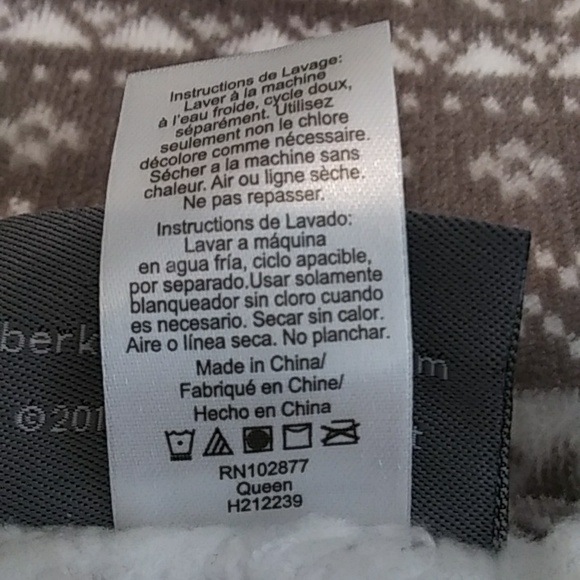 Instructions de Lavage:
Laver à la machine
à l'eau froide, cycle doux,
séparément. Utilisez
seulement non le chlore
décolore comme nécessaire.
Sécher a la machine sans
chaleur. Air ou ligne sèche.
Ne pas repasser.
Instructions de Lavado:
Lavar a máquina
en agua fría, ciclo apacible,
por separado.Usar solamente
blanqueador sin cloro cuando
es necesario. Secar sin calor.
Aire o línea seca. No planchar.
Made in China/
Fabriqué en Chine/
Hecho en China
RN102877
Queen
H212239
berk
m
©201
t